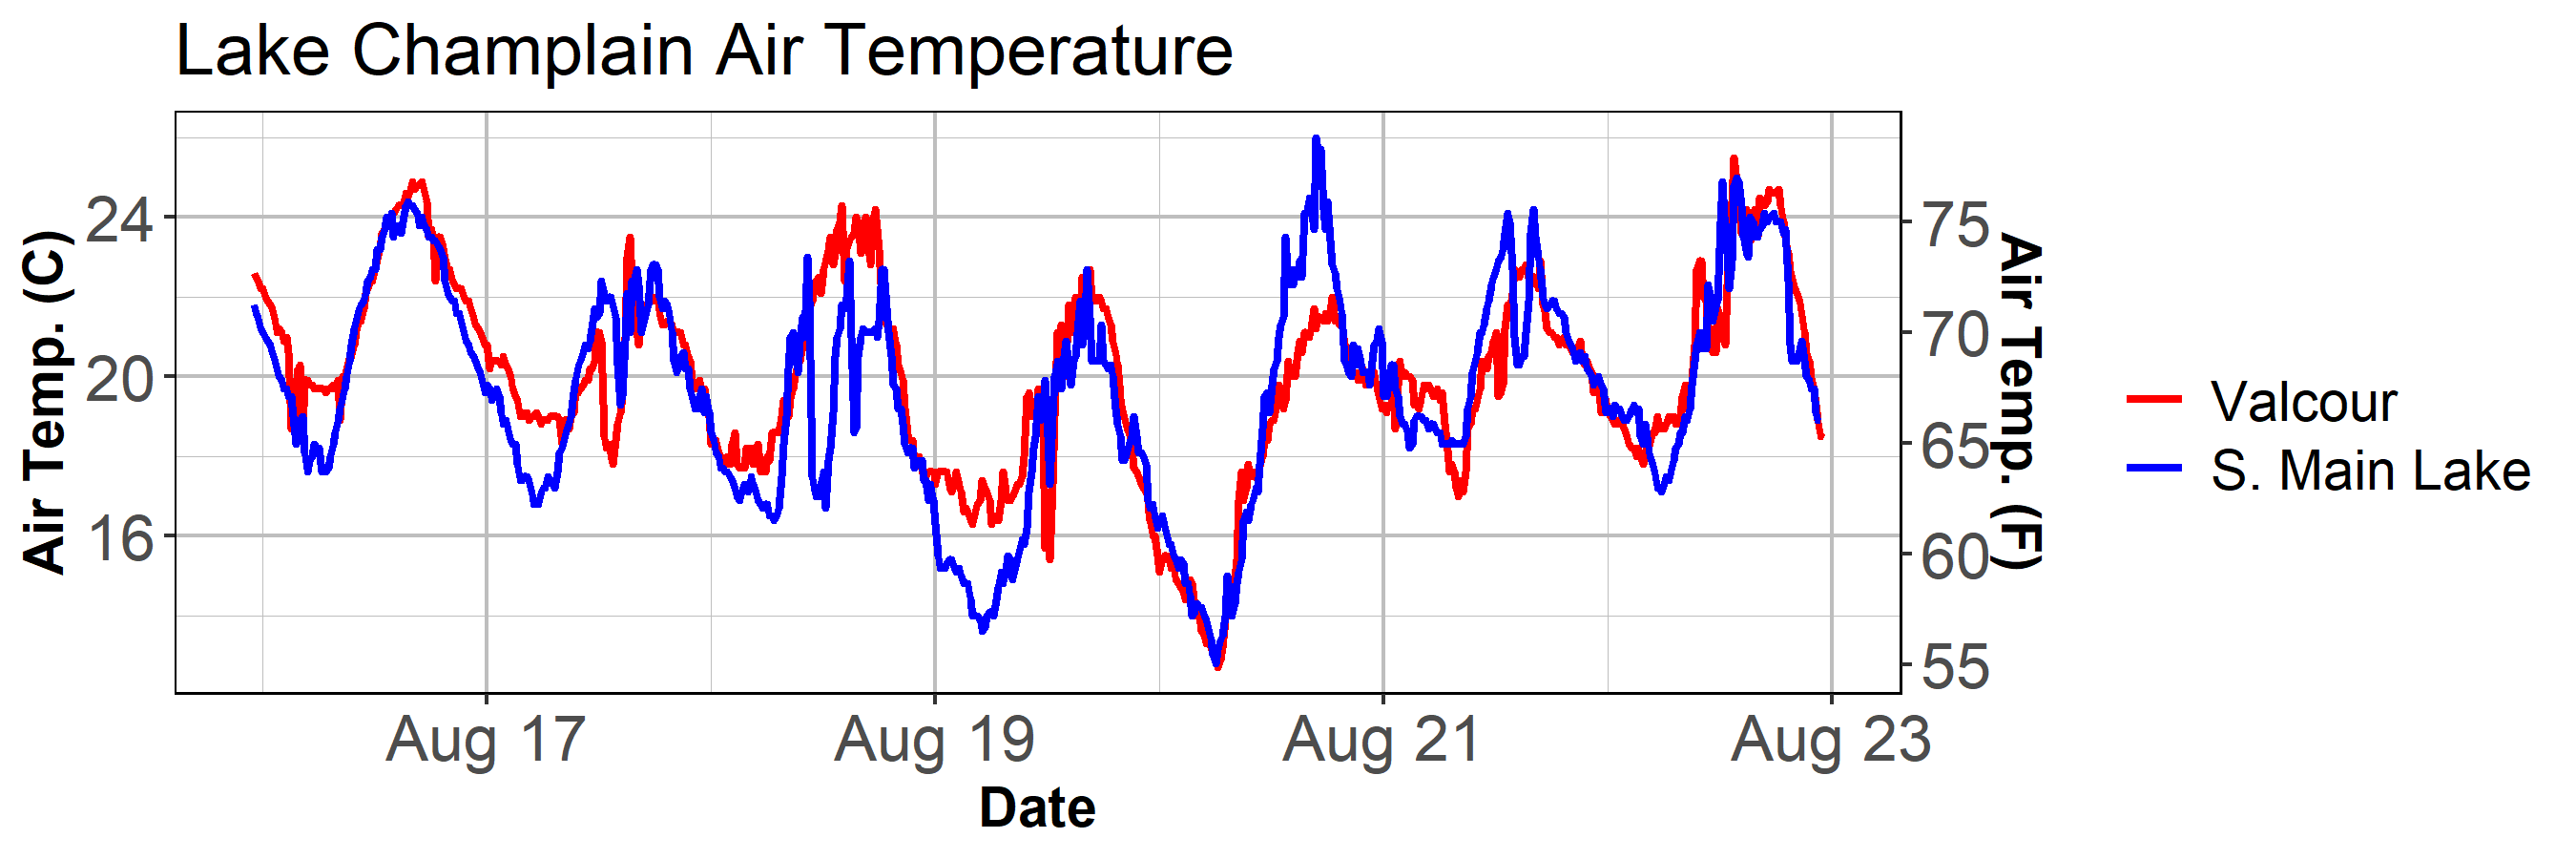 Lake Champlain Air Temperature
Air Temp. (C)
24
20
16
75
70
65
60
55
Air Temp. (F)
Aug 17 Aug 19 Aug 21 Aug 23
Date
Valcour
S. Main Lake